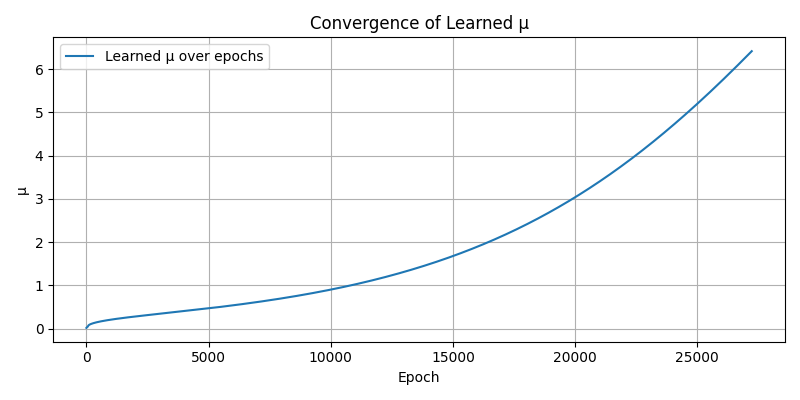 Convergence of Learned μ
Learned μ over epochs
6
5
4
3
2
1
0
μ
0 5000 10000 15000 20000 25000
Epoch